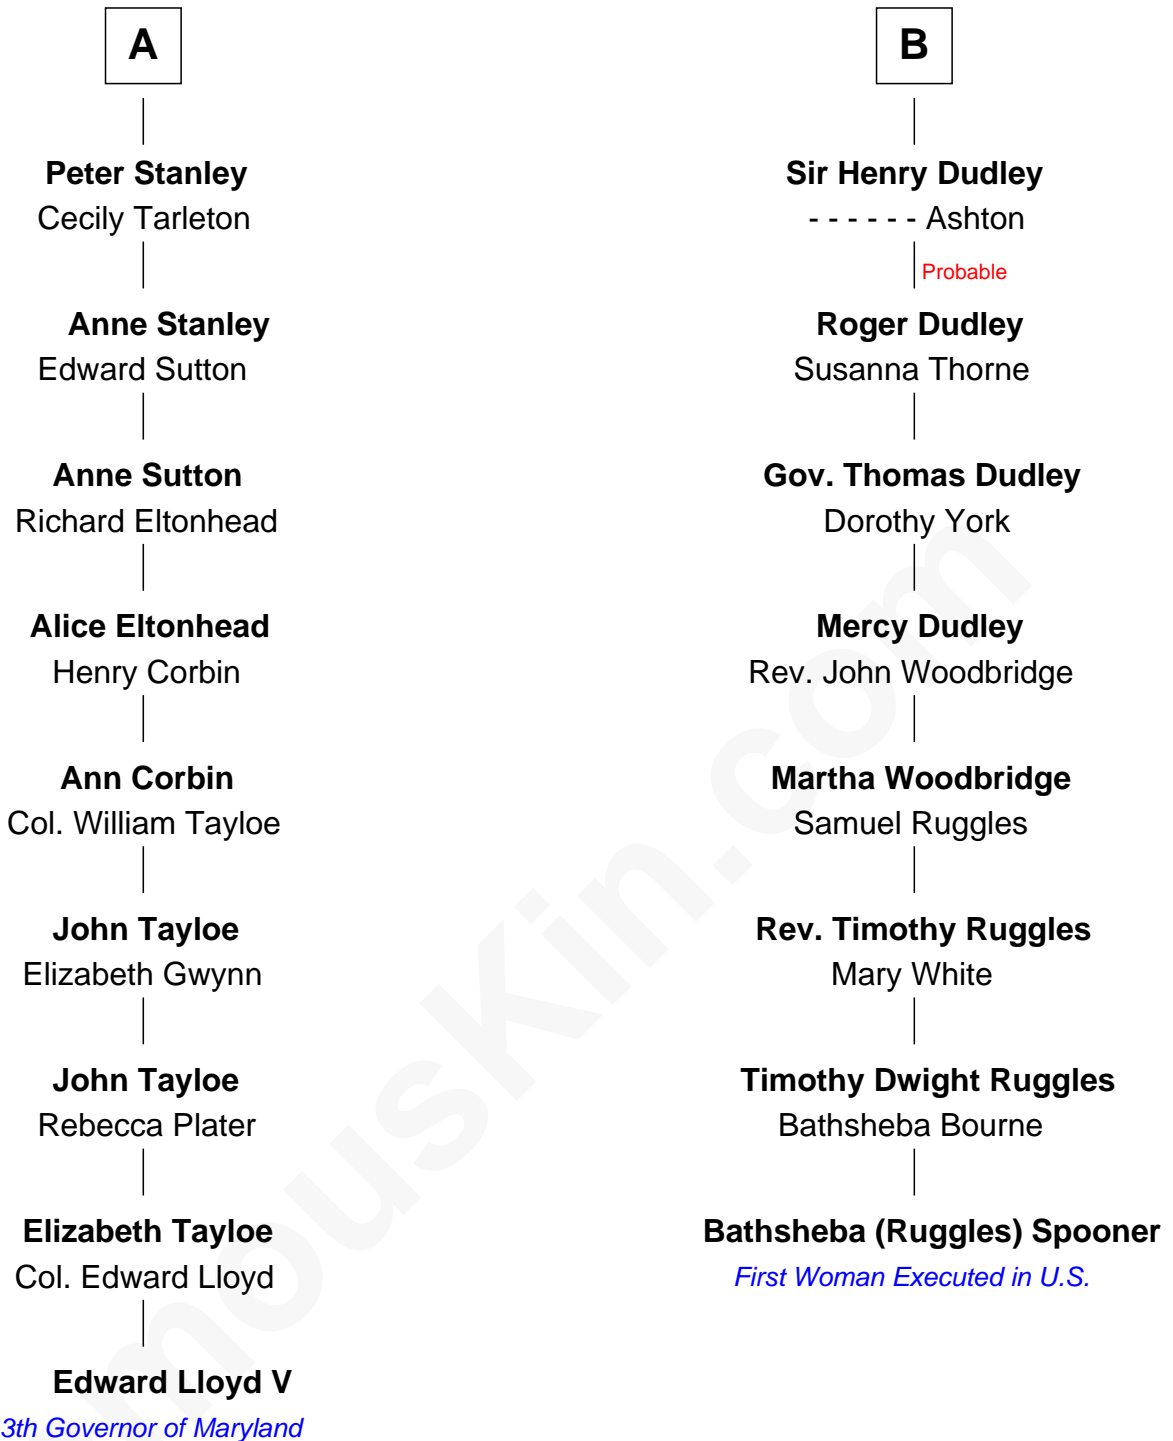 A
Peter Stanley
Cecily Tarleton
Anne Stanley
Edward Sutton
Anne Sutton
Richard Eltonhead
Alice Eltonhead
Henry Corbin
Ann Corbin
Col. William Tayloe
John Tayloe
Elizabeth Gwynn
John Tayloe
Rebecca Plater
Elizabeth Tayloe
Col. Edward Lloyd
Edward Lloyd V
3th Governor of Maryland
B
Sir Henry Dudley
- - - - - - Ashton
Probable
Roger Dudley
Susanna Thorne
Gov. Thomas Dudley
Dorothy York
Mercy Dudley
Rev. John Woodbridge
Martha Woodbridge
Samuel Ruggles
Rev. Timothy Ruggles
Mary White
Timothy Dwight Ruggles
Bathsheba Bourne
Bathsheba (Ruggles) Spooner
First Woman Executed in U.S.
mousKin.com